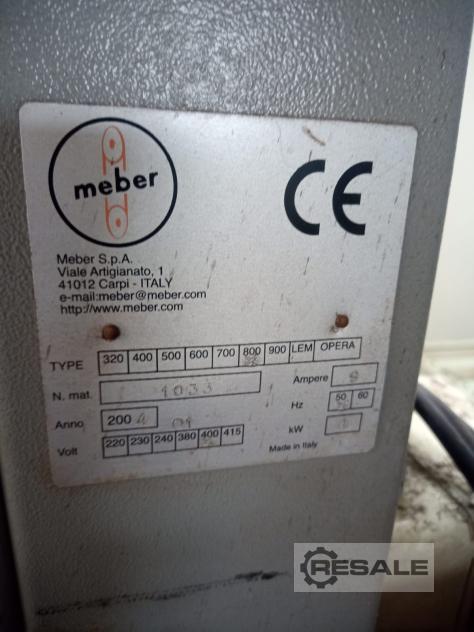 meber
CE
Meber S.p.A.
Viale Artigianato, 1
41012 Carpi - ITALY
e-mail:meber@meber.com
http://www.meber.com
TYPE 320 400 500 600 700 800 900 LEM OPERA
N. mat. 1033 Ampere
Anno 2004 Hz 50 60
Volt 220 230 240 380 400 415 kW
Made in Italy
RESALE